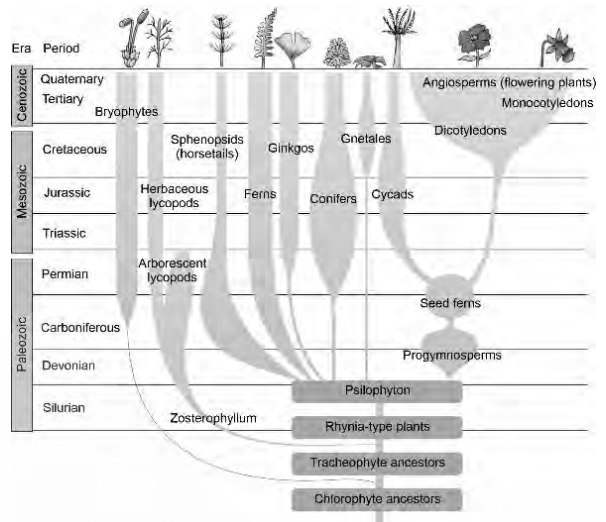 Era Period
Cenozoic
Quaternary
Tertiary
Angiosperms (flowering plants)
Monocotyledons
Bryophytes
Dicotyledons
Mesozoic
Cretaceous
Sphenopsids
(horsetails)
Ginkgos
Gnetales
Jurassic
Herbaceous
lycopods
Ferns
Conifers
Cycads
Triassic
Paleozoic
Permian
Arborescent
lycopods
Seed ferns
Carboniferous
Progymnosperms
Devonian
Psilophyton
Silurian
Zosterophyllum
Rhynia-type plants
Tracheophyte ancestors
Chlorophyte ancestors